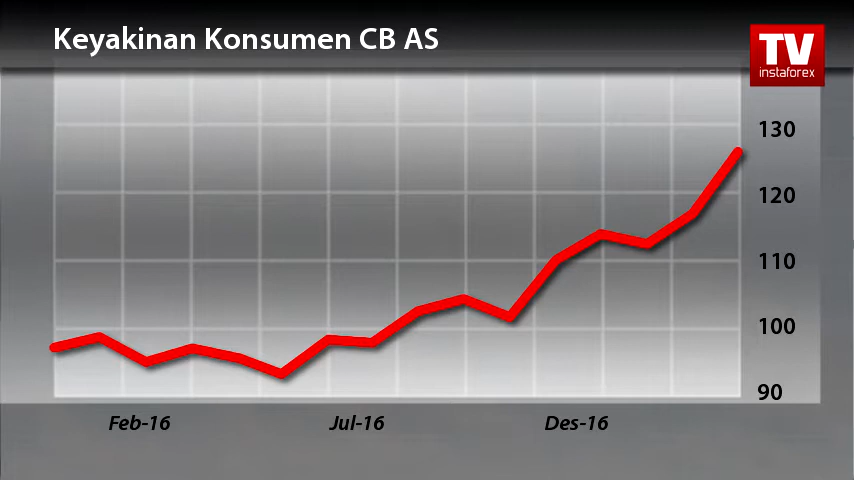 Keyakinan Konsumen CB AS
TV
instaforex
130
120
110
100
90
Feb-16
Jul-16
Des-16